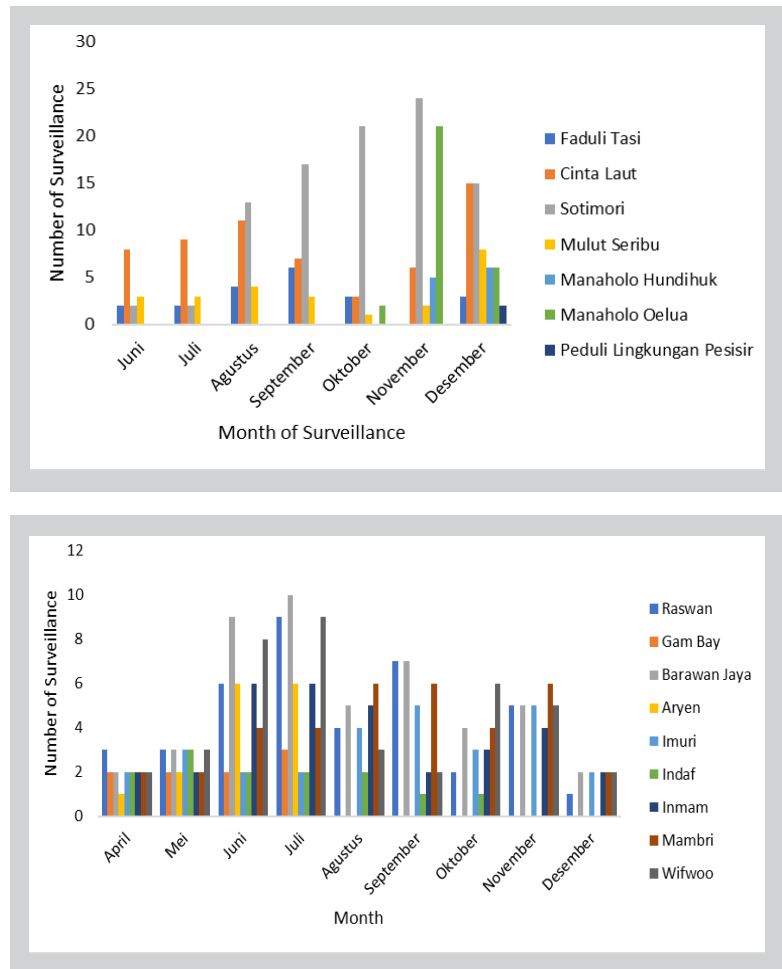 30
25
20
15
10
5
0
Number of Surveillance
Juni
Juli
Agustus
September
Oktober
November
Desember
Month of Surveillance
Faduli Tasi
Cinta Laut
Sotimori
Mulut Seribu
Manaholo Hundihuk
Manaholo Oelua
Peduli Lingkungan Pesisir
12
10
8
6
4
2
0
Number of Surveillance
April
Mei
Juni
Juli
Agustus
September
Oktober
November
Desember
Month
Raswan
Gam Bay
Barawan Jaya
Aryen
Imuri
Indaf
Inmam
Mambri
Wifwoo